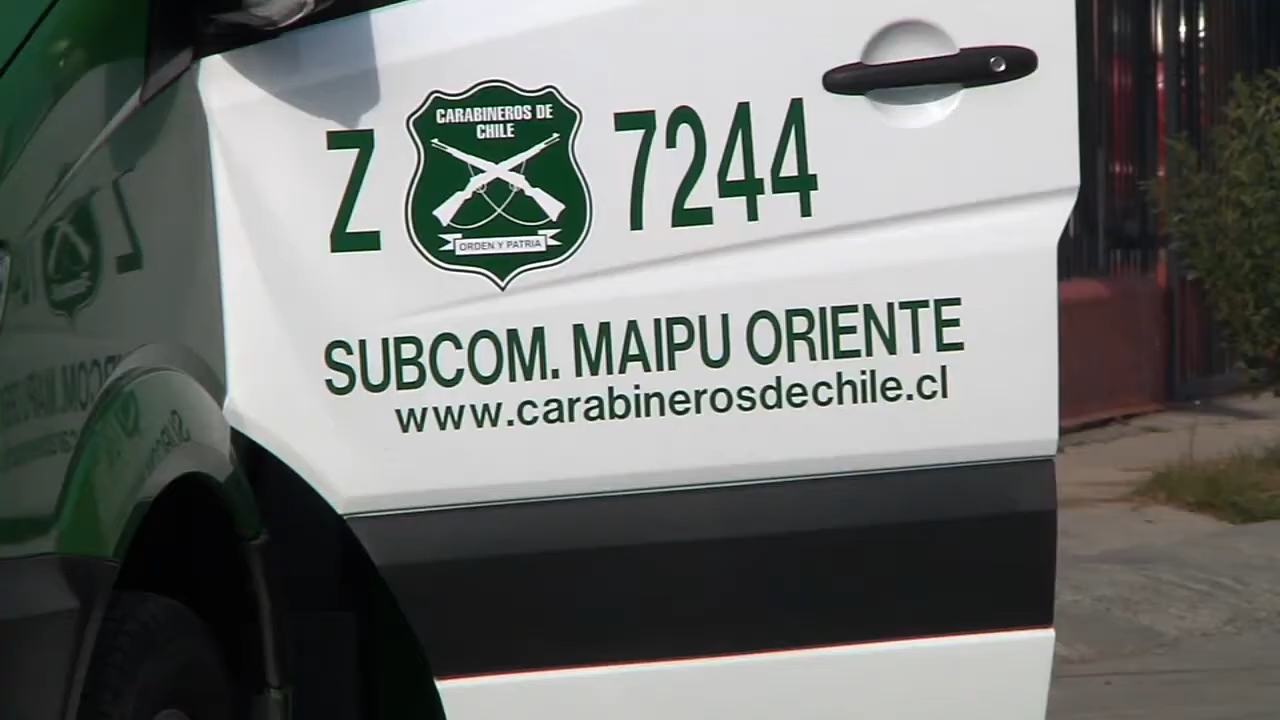 Z 7244
CARABINEROS DE
CHILE
ORDEN Y PATRIA
SUBCOM. MAIPU ORIENTE
www.carabinerosdechile.cl